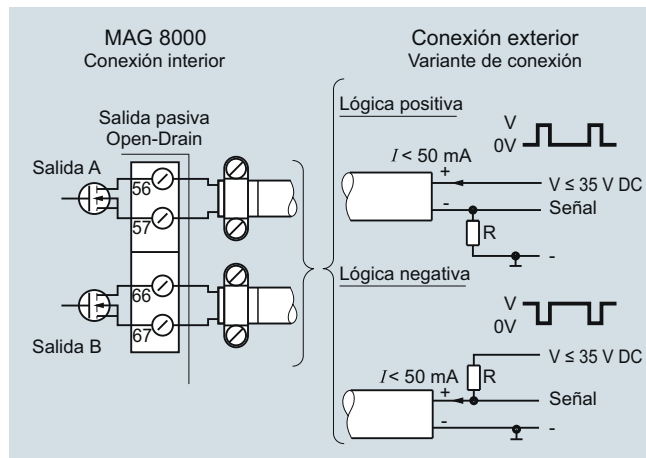 MAG 8000
Conexión interior
Salida pasiva
Open-Drain
Salida A
56
57
66
67
Salida B
Conexión exterior
Variante de conexión
Lógica positiva
V
0V
I < 50 mA
+
V ≤ 35 V DC
-
Señal
R
-
Lógica negativa
V
0V
V ≤ 35 V DC
I < 50 mA
R
+
Señal
-
-